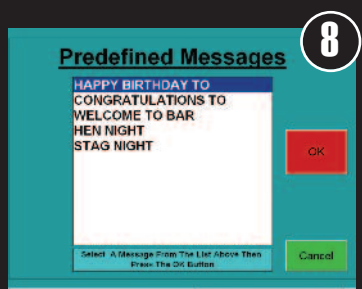 8
Predefined Messages
HAPPY BIRTHDAY TO
CONGRATULATIONS TO
WELCOME TO BAR
HEN NIGHT
STAG NIGHT
OK
Select A Message From The List Above Then
Press The OK Button
Cancel